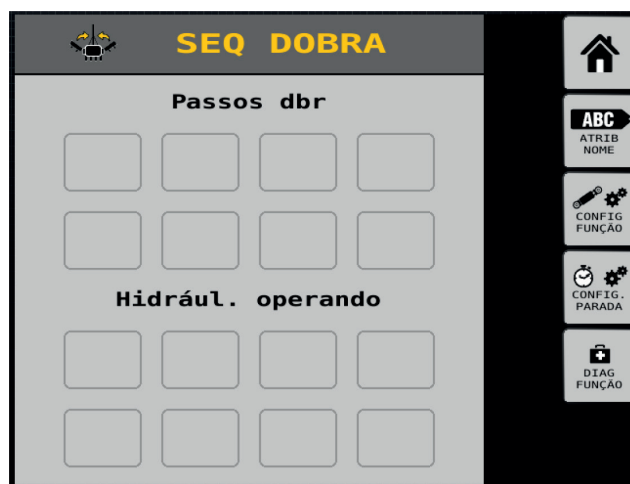 SEQ DOBRA
Passos dbr
Hidrául. operando
ABC
ATRIB
NOME
CONFIG
FUNÇÃO
CONFIG.
PARADA
DIAG
FUNÇÃO